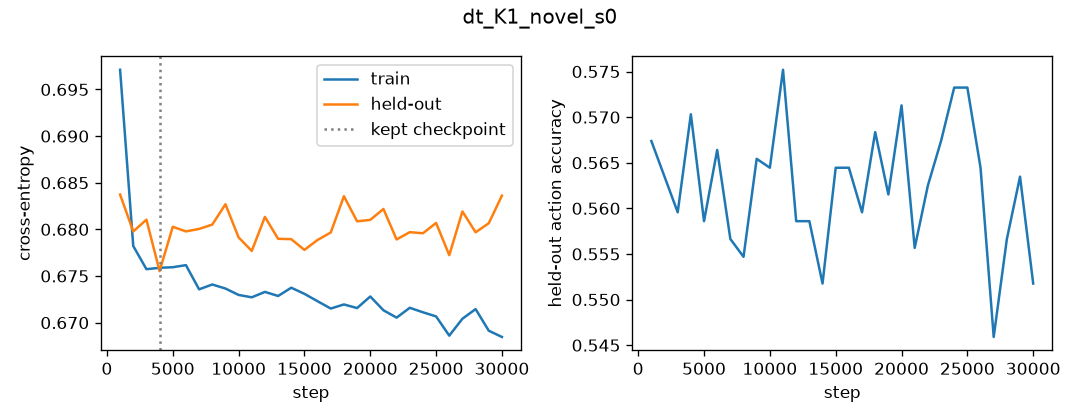 dt_K1_novel_s0
cross-entropy
0.695
0.690
0.685
0.680
0.675
0.670
train
held-out
kept checkpoint
0 5000 10000 15000 20000 25000 30000
step
held-out action accuracy
0.575
0.570
0.565
0.560
0.555
0.550
0.545
0 5000 10000 15000 20000 25000 30000
step